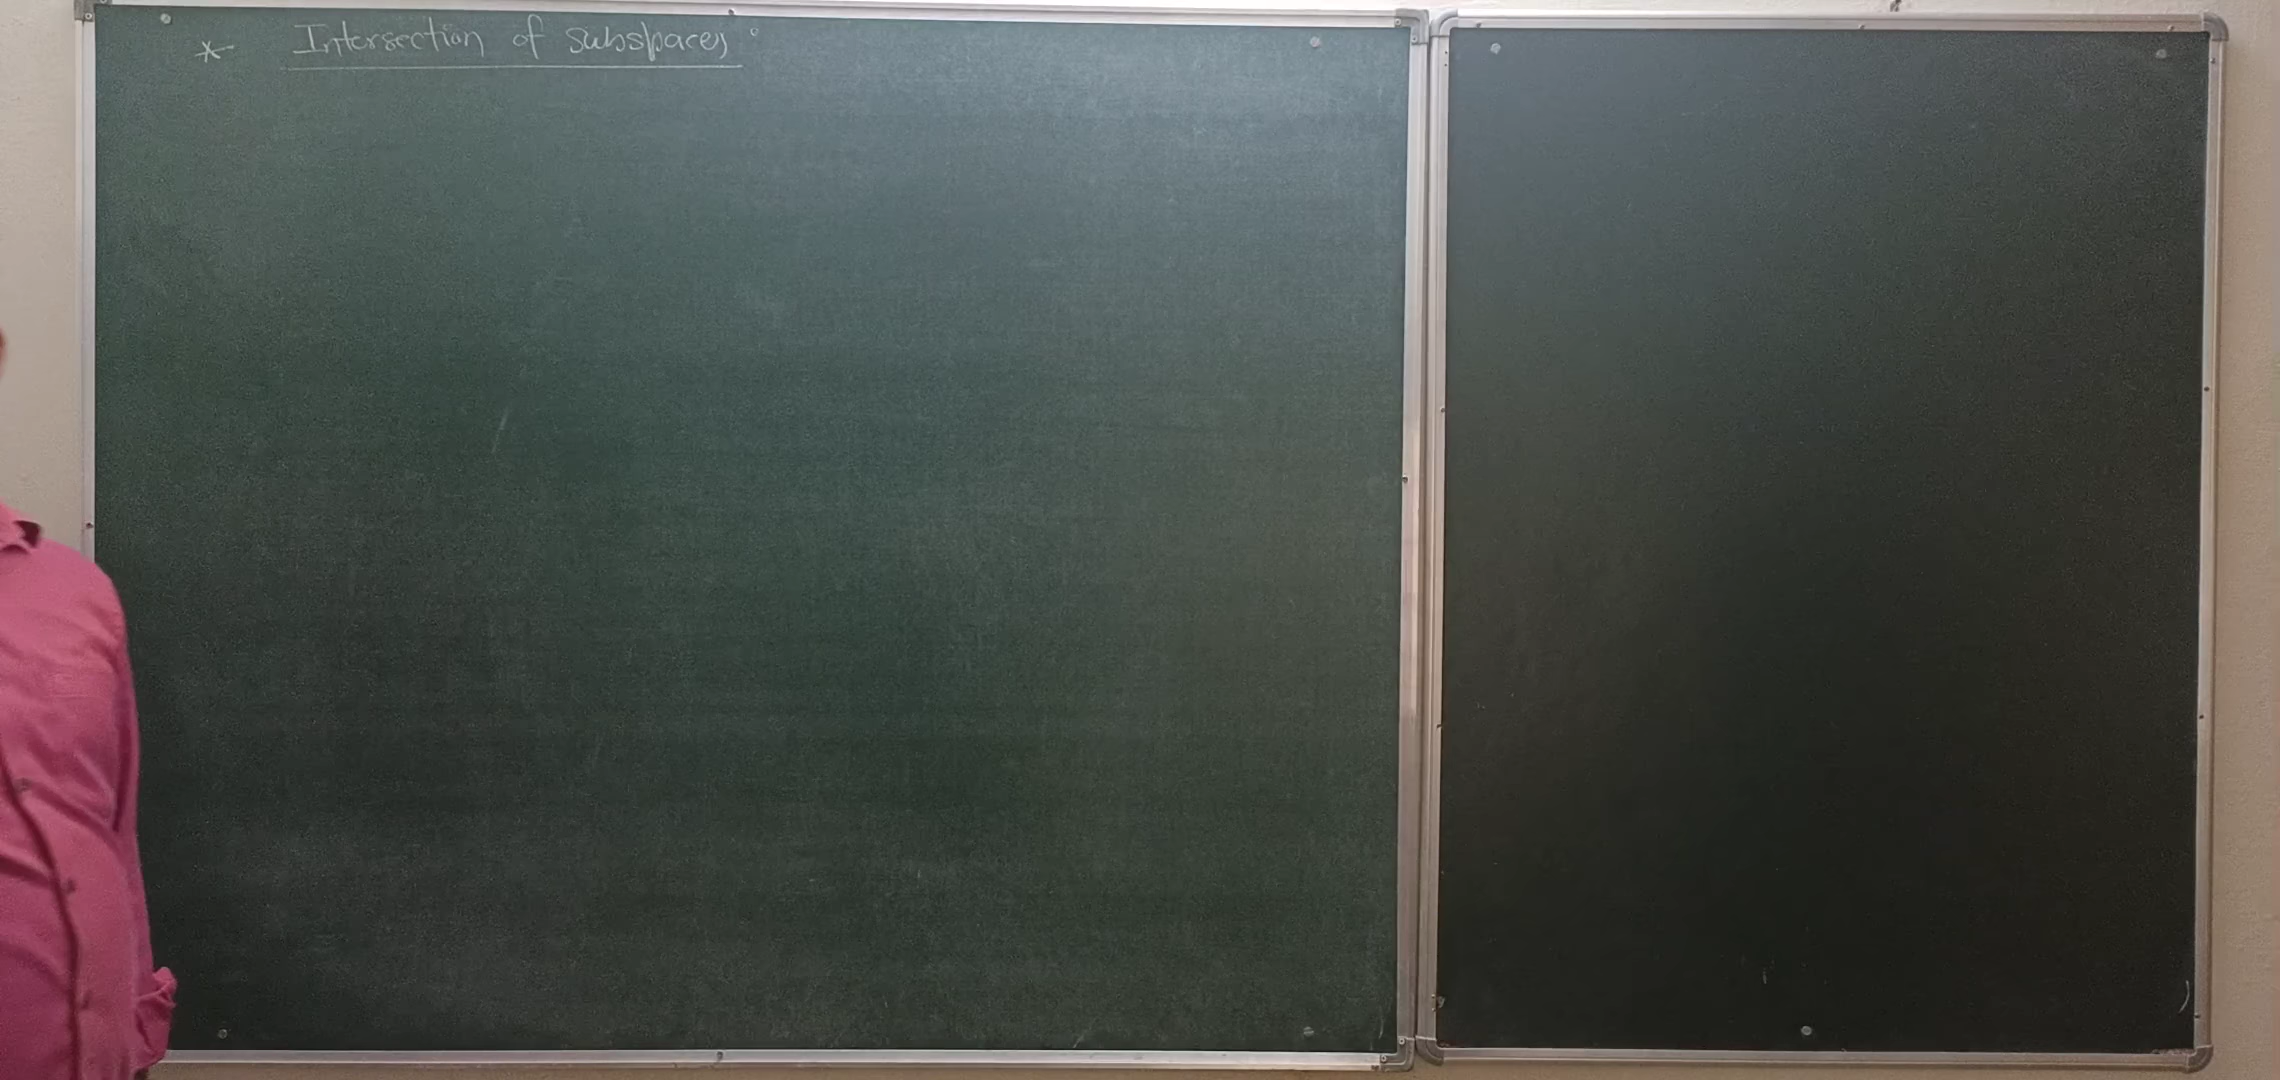 * Intersection of subspaces :